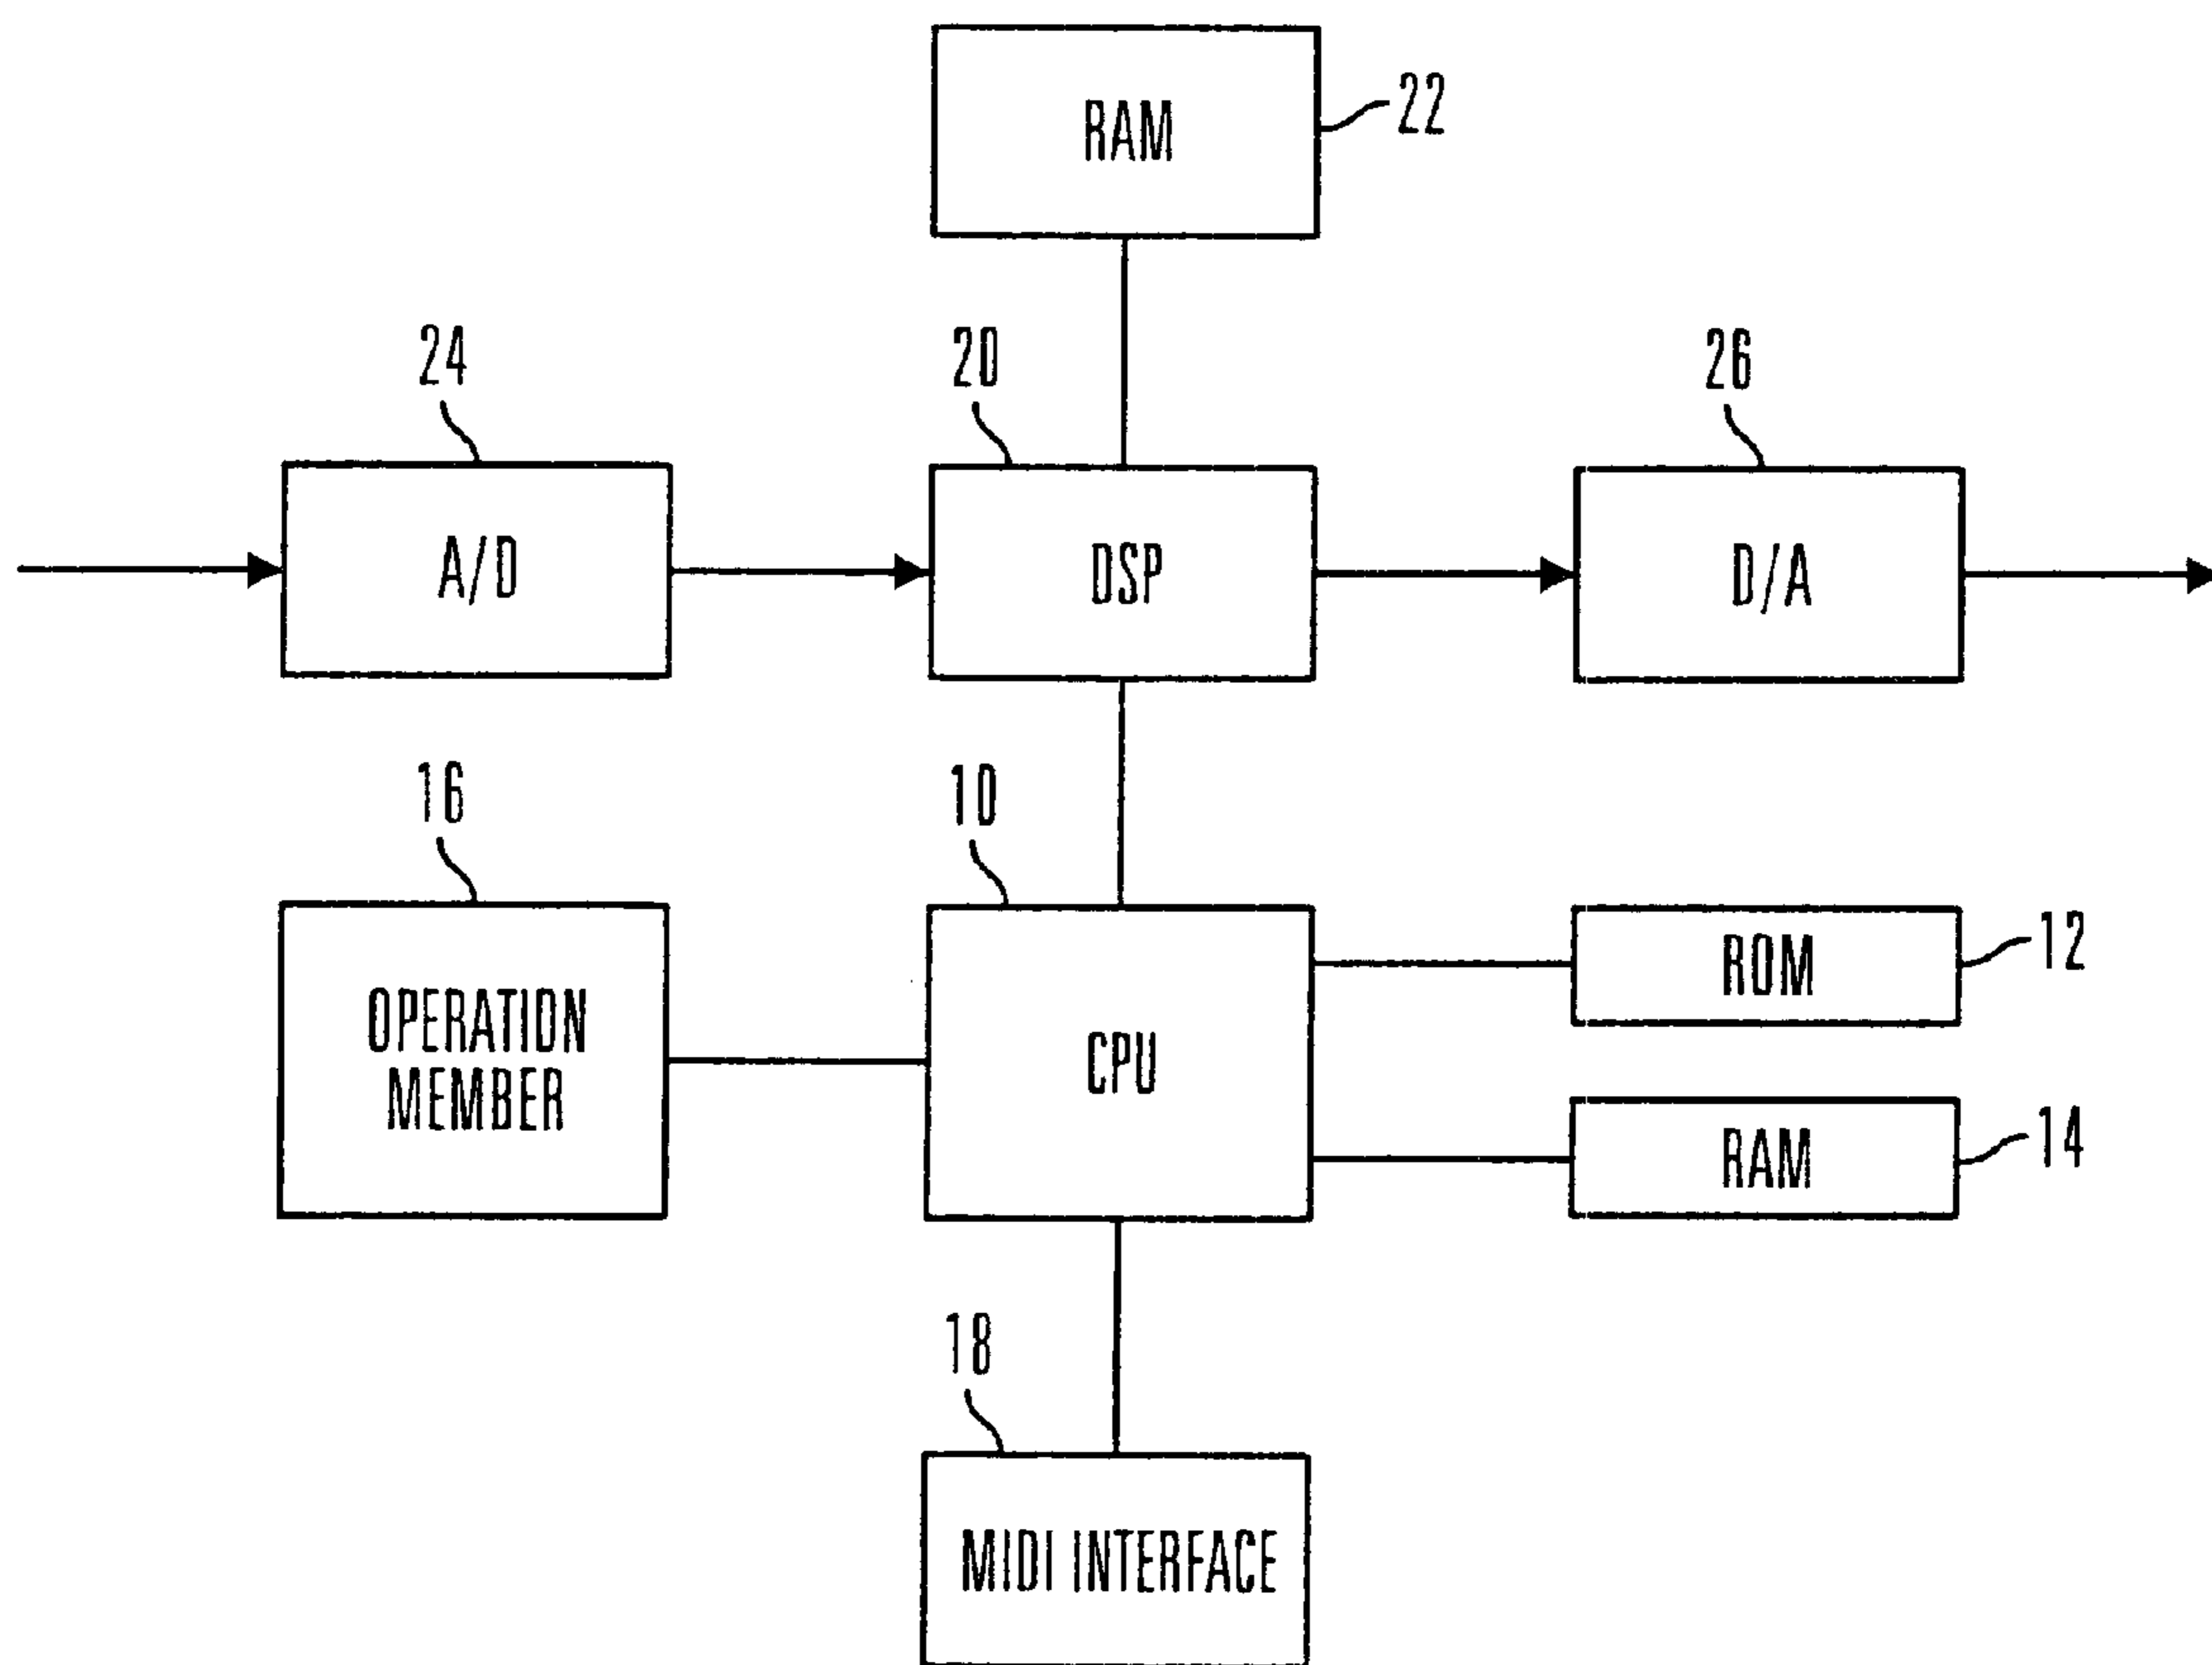 RAM
22
24
20
26
A/D
DSP
D/A
16
10
OPERATION
MEMBER
CPU
ROM
12
RAM
14
18
MIDI INTERFACE